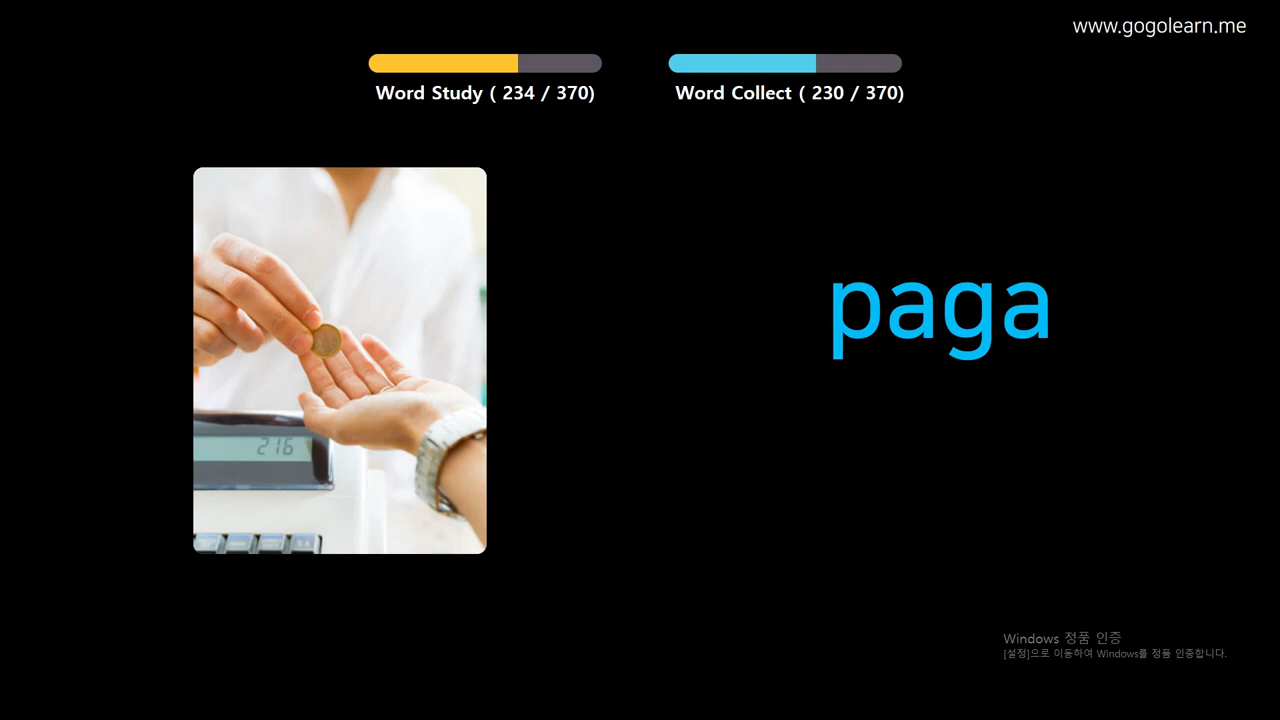 www.gogolearn.me
Word Study ( 234 / 370)
Word Collect ( 230 / 370)
paga
216
Windows 정품 인증
[설정]으로 이동하여 Windows를 정품 인증합니다.